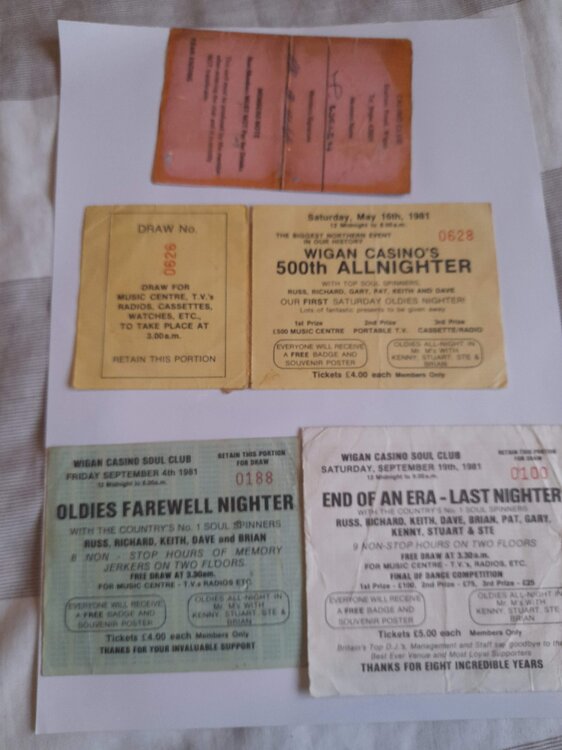 CASINO CLUB
DRAW No.
0626
DRAW FOR
MUSIC CENTRE, T.V.'s
RADIOS, CASSETTES,
WATCHES, ETC.,
TO TAKE PLACE AT
3.00a.m.
RETAIN THIS PORTION
Saturday, May 16th, 1981
12 Midnight to 8.00a.m.
0628
THE BIGGEST NORTHERN EVENT
IN OUR HISTORY
WIGAN CASINO'S
500th ALLNIGHTER
WITH TOP SOUL SPINNERS,
RUSS, RICHARD, GARY, PAT, KEITH AND DAVE
OUR FIRST SATURDAY OLDIES NIGHTER!
Lots of fantastic presents to be given away
1st Prize 2nd Prize 3rd Prize
£500 MUSIC CENTRE PORTABLE T.V. CASSETTE/RADIO
EVERYONE WILL RECEIVE
A FREE BADGE AND
SOUVENIR POSTER
OLDIES ALL-NIGHT IN
Mr. M's WITH
KENNY, STUART, STE &
BRIAN
Tickets £4.00 each Members Only
WIGAN CASINO SOUL CLUB
RETAIN THIS PORTION
FOR DRAW
FRIDAY SEPTEMBER 4th 1981
12 Midnight to 8.00a.m.
0188
OLDIES FAREWELL NIGHTER
WITH THE COUNTRY'S No. 1 SOUL SPINNERS
RUSS, RICHARD, KEITH, DAVE and BRIAN
8 NON - STOP HOURS OF MEMORY
JERKERS ON TWO FLOORS
FREE DRAW AT 3.30am
FOR MUSIC CENTRE - T.V.s RADIOS ETC.
EVERYONE WILL RECEIVE
A FREE BADGE AND
SOUVENIR POSTER
OLDIES ALL-NIGHT IN
Mr. M's WITH
KENNY, STUART, STE &
BRIAN
Tickets £4.00 each Members Only
THANKS FOR YOUR INVALUABLE SUPPORT
WIGAN CASINO SOUL CLUB
RETAIN THIS PORTION
FOR DRAW
SATURDAY, SEPTEMBER 19th, 1981
0100
END OF AN ERA - LAST NIGHTER
WITH THE COUNTRY'S No. 1 SOUL SPINNERS
RUSS, RICHARD, KEITH, DAVE, BRIAN, PAT, GARY,
KENNY, STUART & STE
9 NON-STOP HOURS ON TWO FLOORS
FREE DRAW AT 3.30a.m.
FOR MUSIC CENTRE - T.V.s, RADIOS, ETC.
FINAL OF DANCE COMPETITION
1st Prize - £100, 2nd Prize - £75, 3rd Prize - £25
EVERYONE WILL RECEIVE
A FREE BADGE AND
SOUVENIR POSTER
OLDIES ALL-NIGHT IN
Mr. M's WITH
KENNY, STUART, STE &
BRIAN
Tickets £5.00 each Members Only
Britain's Top D.J.'s, Management and Staff say goodbye to the
Best Ever Venue and Most Loyal Supporters
THANKS FOR EIGHT INCREDIBLE YEARS